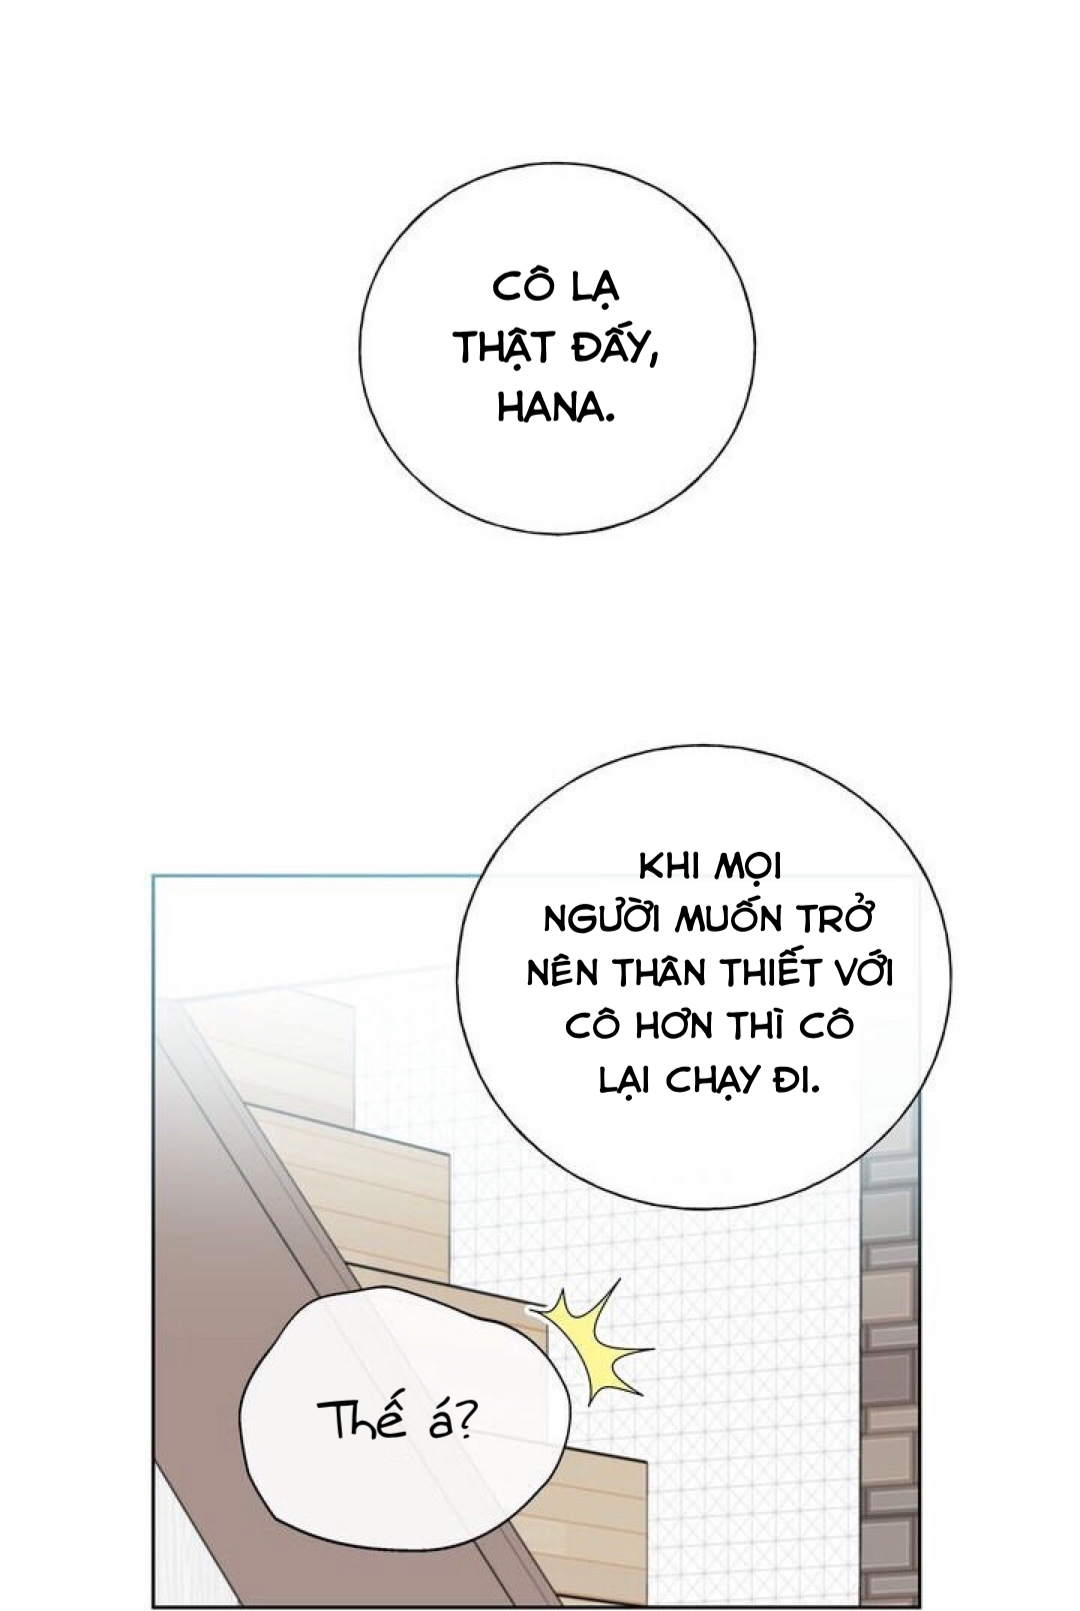 CÔ LẠ
THẬT ĐẤY,
HANA.
KHI MỌI
NGƯỜI MUỐN TRỞ
NÊN THÂN THIẾT VỚI
CÔ HƠN THÌ CÔ
LẠI CHẠY ĐI.
Thế á?